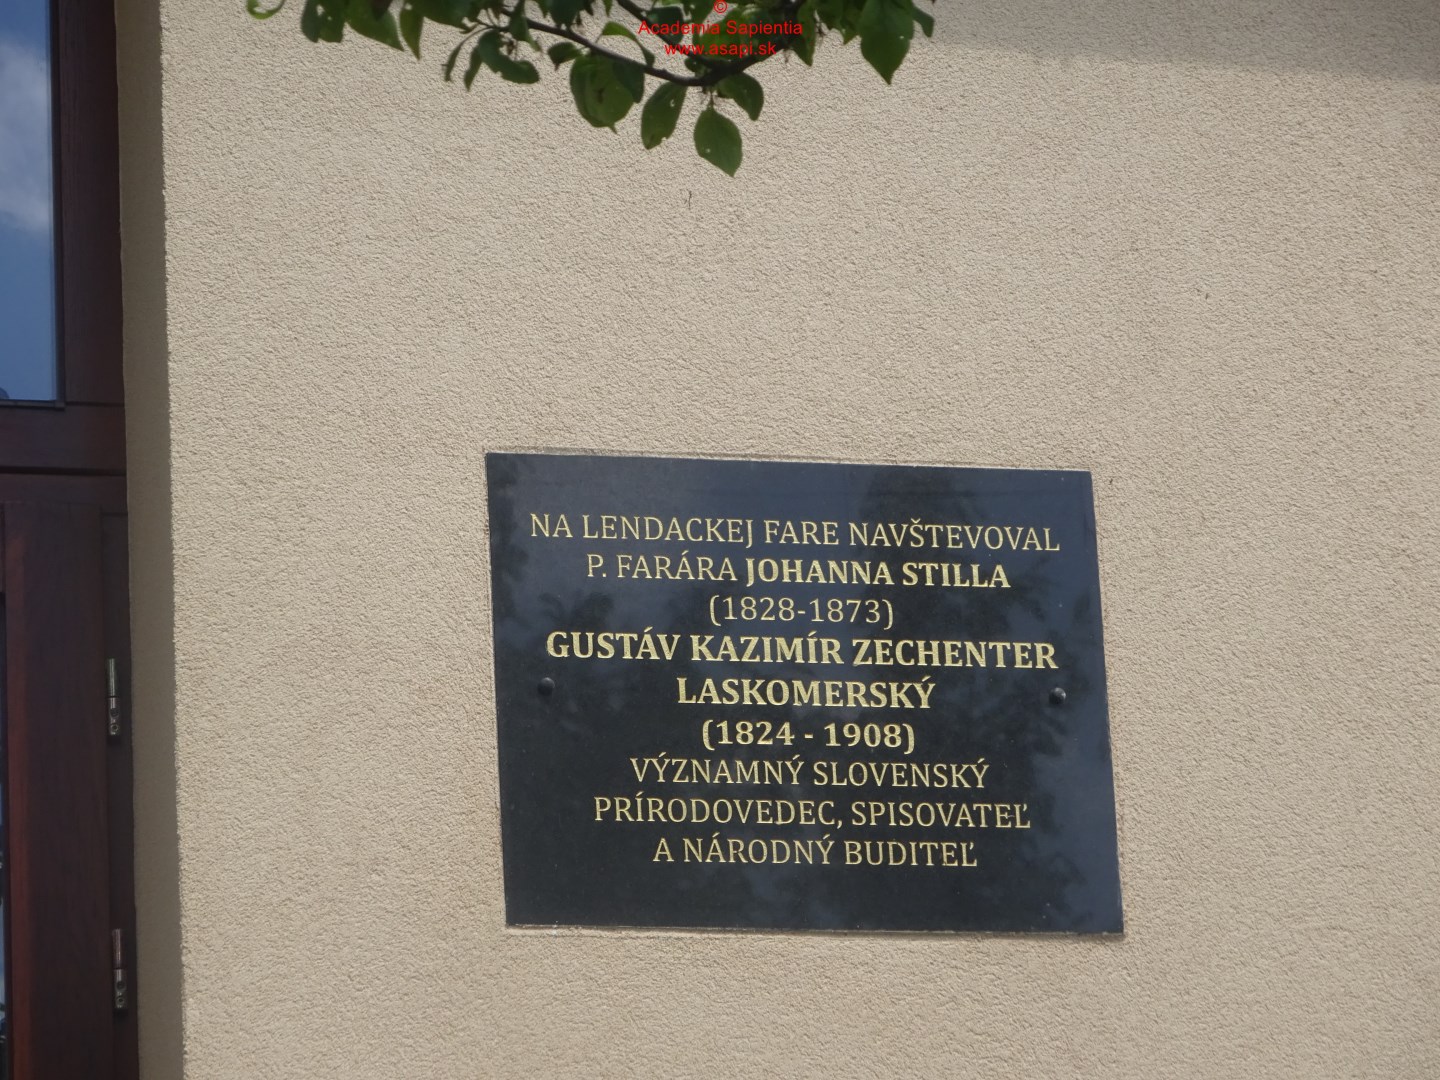 ©
Academia Sapientia
www.asapi.sk
NA LENDACKEJ FARE NAVŠTEVOVAL
P. FARÁRA JOHANNA STILLA
(1828-1873)
GUSTÁV KAZIMÍR ZECHENTER
LASKOMERSKÝ
(1824 - 1908)
VÝZNAMNÝ SLOVENSKÝ
PRÍRODOVEDEC, SPISOVATEĽ
A NÁRODNÝ BUDITEĽ